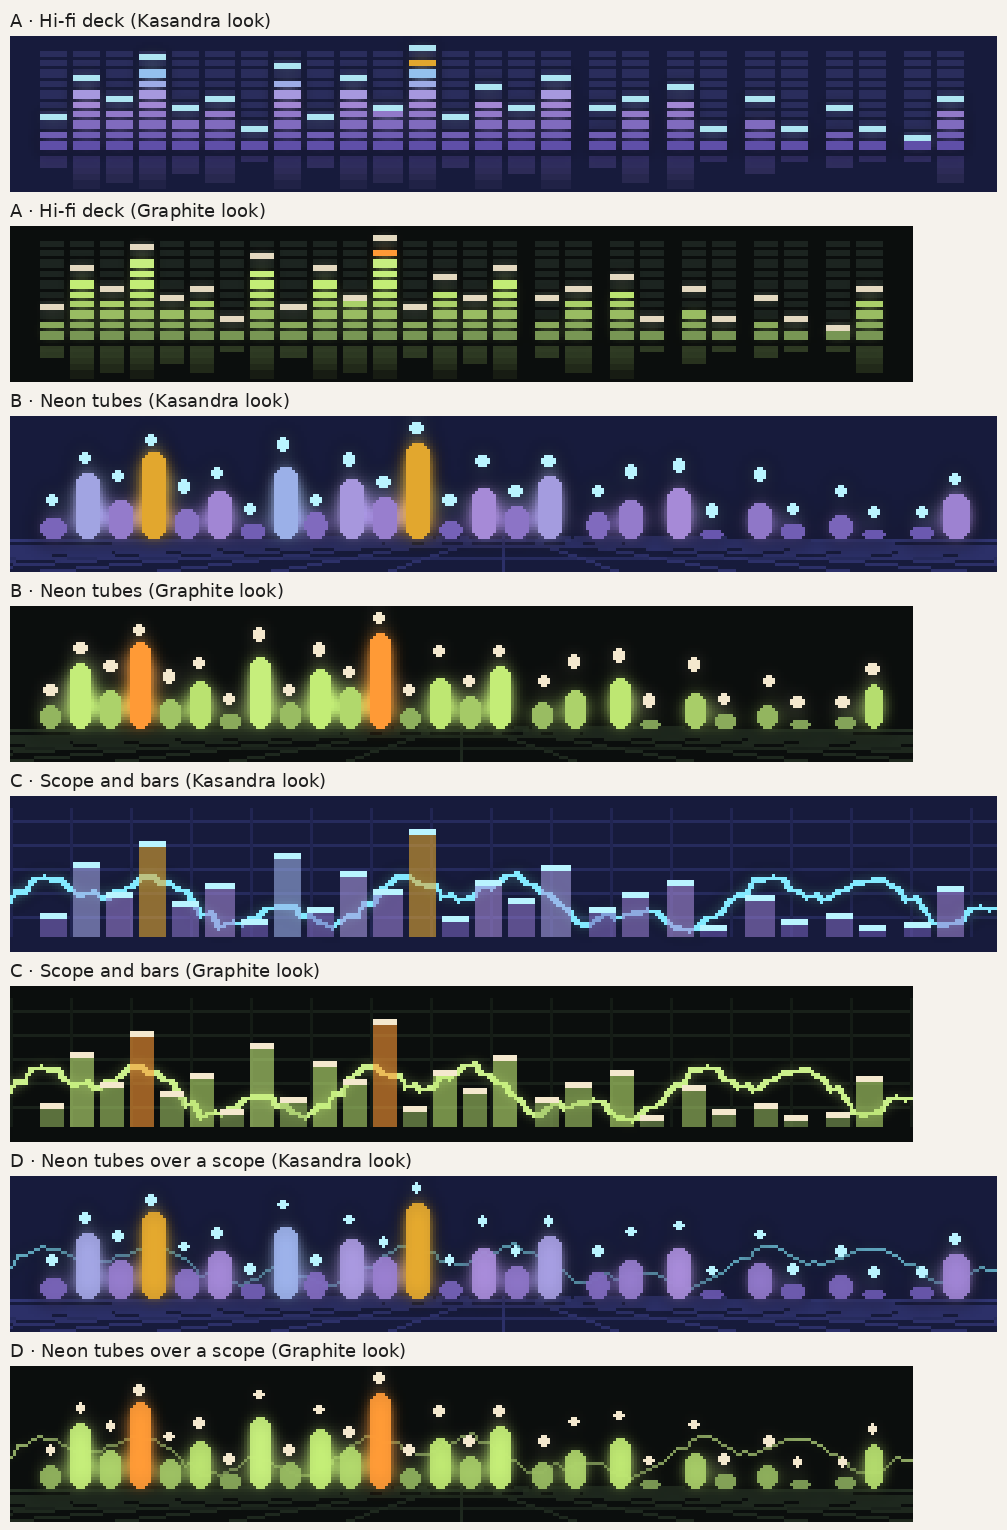 A · Hi-fi deck (Kasandra look)
A · Hi-fi deck (Graphite look)
B · Neon tubes (Kasandra look)
B · Neon tubes (Graphite look)
C · Scope and bars (Kasandra look)
C · Scope and bars (Graphite look)
D · Neon tubes over a scope (Kasandra look)
D · Neon tubes over a scope (Graphite look)